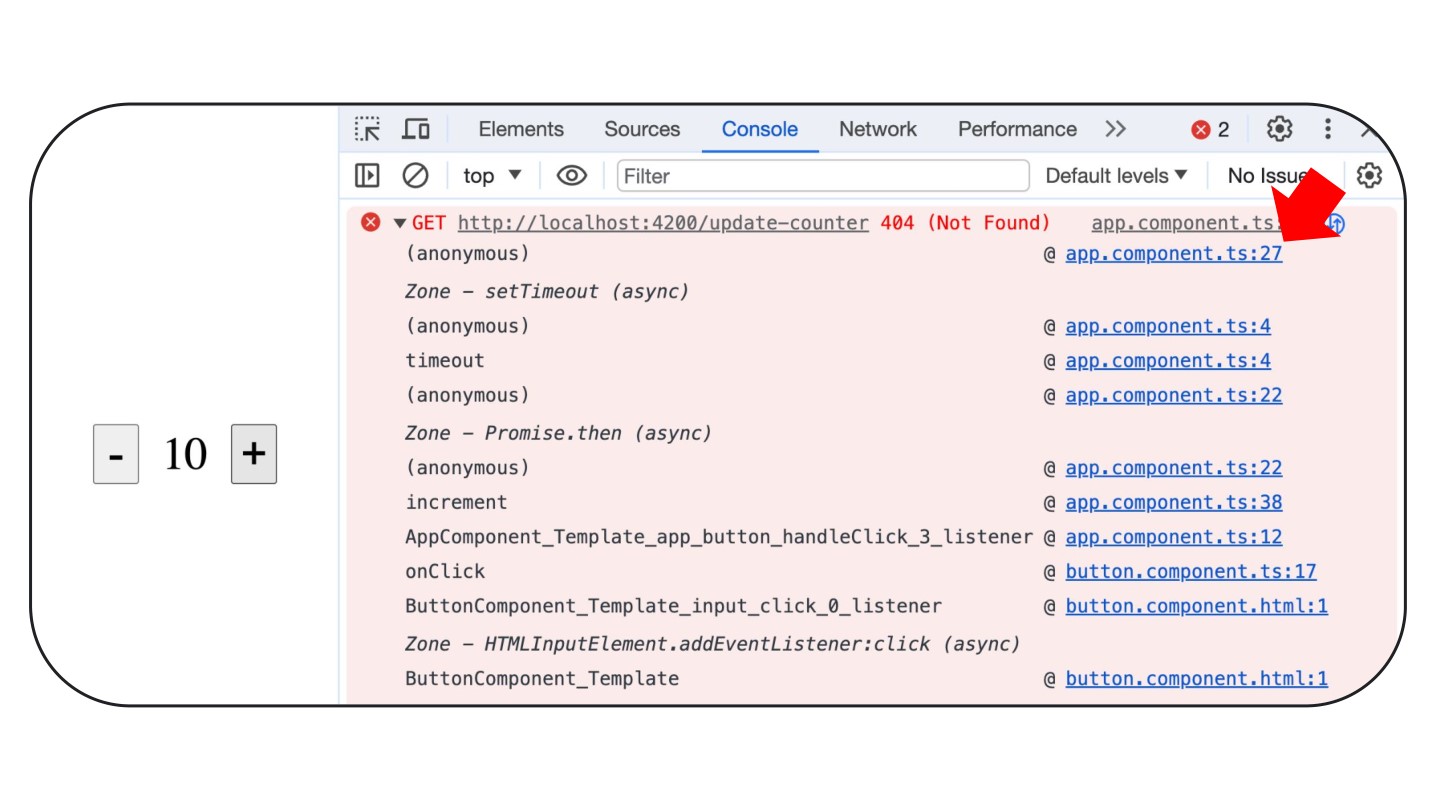 Elements Sources Console Network Performance 2
top Filter Default levels No Issue
GET http://localhost:4200/update-counter 404 (Not Found) app.component.ts
(anonymous) @ app.component.ts:27
Zone – setTimeout (async)
(anonymous) @ app.component.ts:4
timeout @ app.component.ts:4
(anonymous) @ app.component.ts:22
Zone – Promise.then (async)
- 10 +
(anonymous) @ app.component.ts:22
increment @ app.component.ts:38
AppComponent_Template_app_button_handleClick_3_listener @ app.component.ts:12
onClick @ button.component.ts:17
ButtonComponent_Template_input_click_0_listener @ button.component.html:1
Zone – HTMLInputElement.addEventListener:click (async)
ButtonComponent_Template @ button.component.html:1